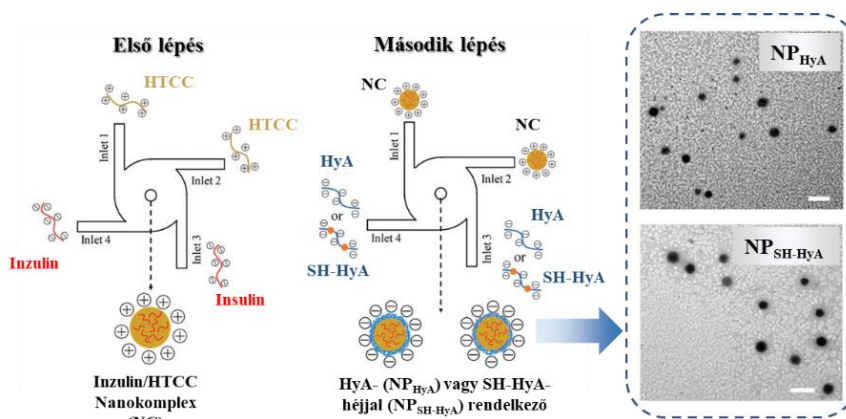 Első lépés
HTCC
HTCC
Inlet 1
Inlet 2
Inlet 4
Inlet 3
Inzulin
Insulin
Inzulin/HTCC
Nanokomplex
(NC)
Második lépés
NC
NC
HyA
or
SH-HyA
Inlet 1
Inlet 2
Inlet 4
Inlet 3
HyA
or
SH-HyA
HyA- (NPHyA) vagy SH-HyA-
héjjal (NPSH-HyA) rendelkező
NPHyA
NPSH-HyA